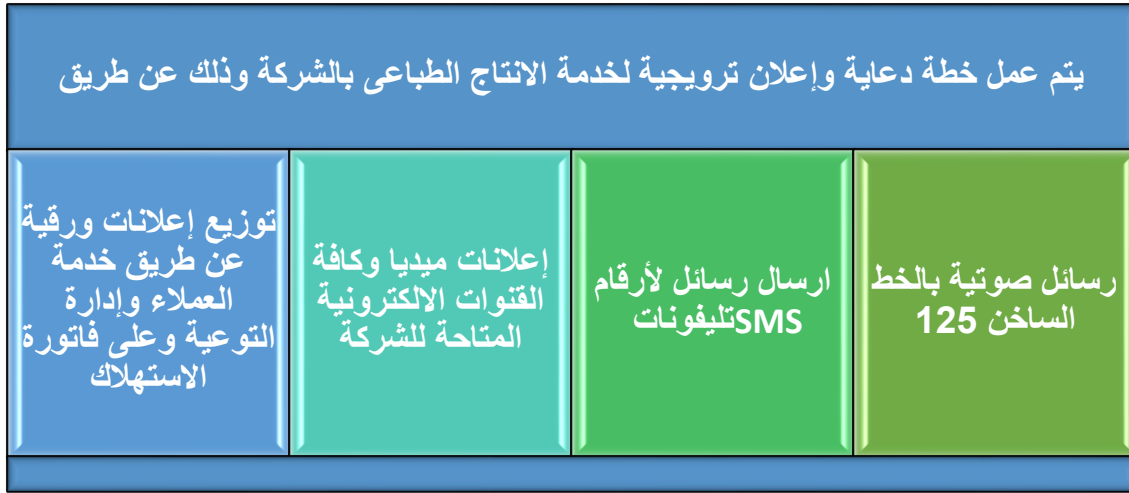 يتم عمل خطة دعاية وإعلان ترويجية لخدمة الانتاج الطباعى بالشركة وذلك عن طريق
رسائل صوتية بالخط
الساخن 125
ارسال رسائل لأرقام
تليفونات SMS
إعلانات ميديا وكافة
القنوات الالكترونية
المتاحة للشركة
توزيع إعلانات ورقية
عن طريق خدمة
العملاء وإدارة
التوعية وعلى فاتورة
الاستهلاك